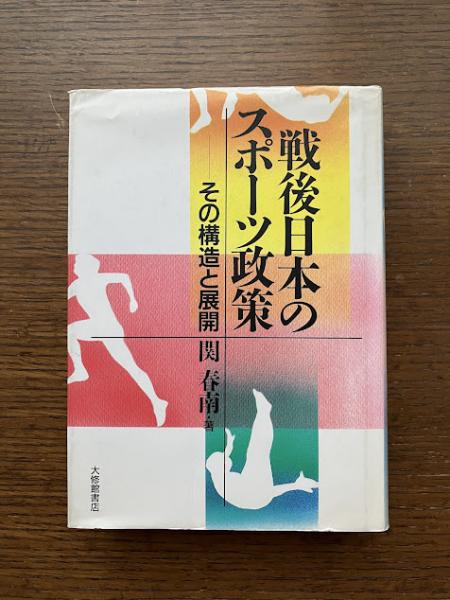 戦後日本の
スポーツ政策
──その構造と展開
関 春南・著
大修館書店